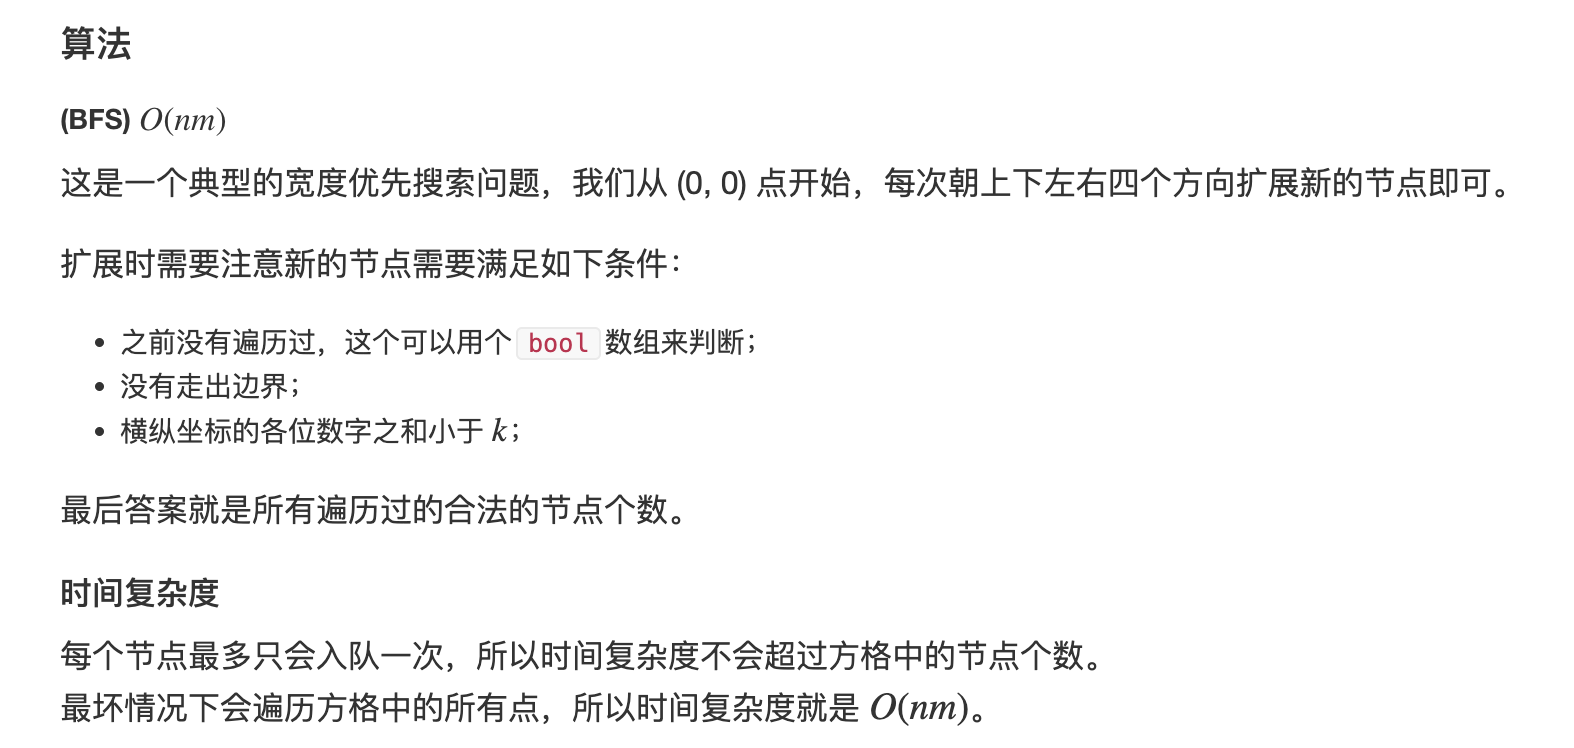 算法
(BFS) O(nm)
这是一个典型的宽度优先搜索问题，我们从 (0, 0) 点开始，每次朝上下左右四个方向扩展新的节点即可。
扩展时需要注意新的节点需要满足如下条件：
• 之前没有遍历过，这个可以用个 bool 数组来判断；
• 没有走出边界；
• 横纵坐标的各位数字之和小于 k；
最后答案就是所有遍历过的合法的节点个数。
时间复杂度
每个节点最多只会入队一次，所以时间复杂度不会超过方格中的节点个数。
最坏情况下会遍历方格中的所有点，所以时间复杂度就是 O(nm)。